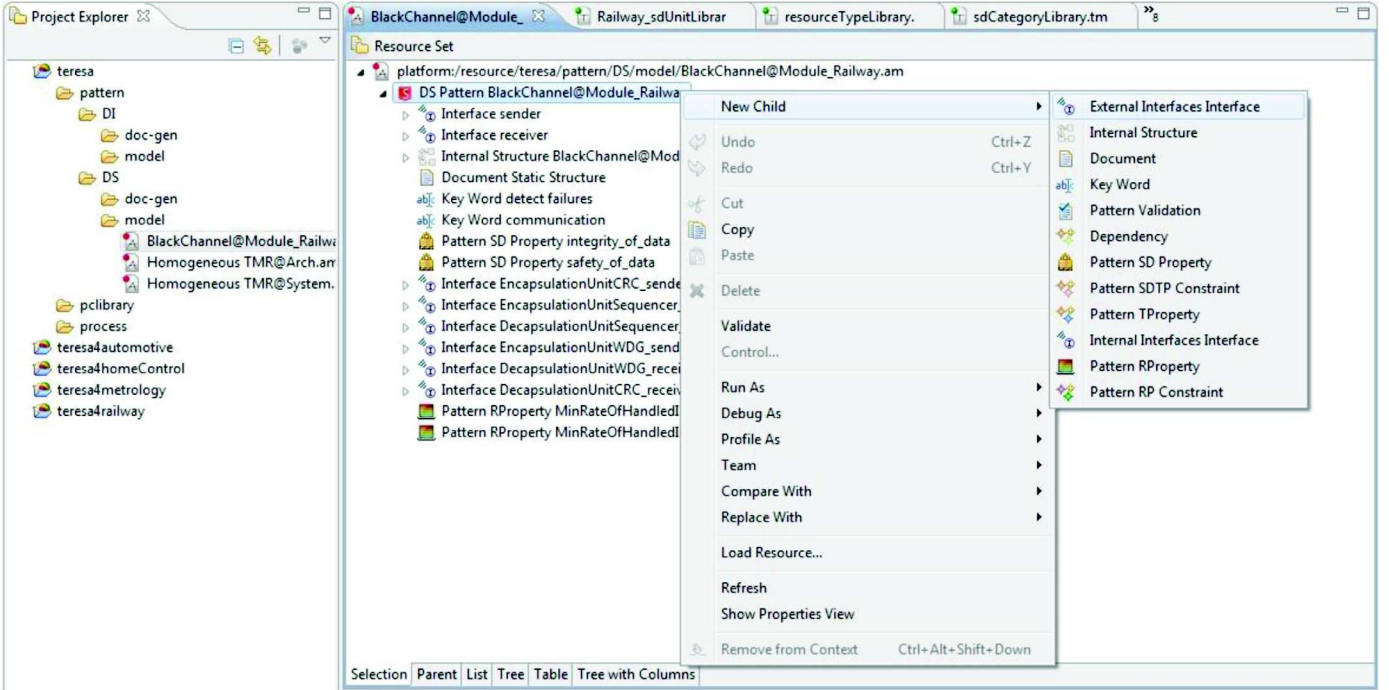 Project Explorer
teresa
pattern
DI
doc-gen
model
DS
doc-gen
model
BlackChannel@Module_Railwa
Homogeneous TMR@Arch.am
Homogeneous TMR@System.
pclibrary
process
teresa4automotive
teresa4homeControl
teresa4metrology
teresa4railway
BlackChannel@Module_ Railway_sdUnitLibrar resourceTypeLibrary. sdCategoryLibrary.tm »8
Resource Set
platform:/resource/teresa/pattern/DS/model/BlackChannel@Module_Railway.am
DS Pattern BlackChannel@Module_Railwa
Interface sender
Interface receiver
Internal Structure BlackChannel@Mod
Document Static Structure
Key Word detect failures
Key Word communication
Pattern SD Property integrity_of_data
Pattern SD Property safety_of_data
Interface EncapsulationUnitCRC_sende
Interface EncapsulationUnitSequencer_
Interface DecapsulationUnitSequencer_
Interface EncapsulationUnitWDG_send
Interface DecapsulationUnitWDG_recei
Interface DecapsulationUnitCRC_receiv
Pattern RProperty MinRateOfHandledI
Pattern RProperty MinRateOfHandledI
New Child
Undo Ctrl+Z
Redo Ctrl+Y
Cut
Copy
Paste
Delete
Validate
Control...
Run As
Debug As
Profile As
Team
Compare With
Replace With
Load Resource...
Refresh
Show Properties View
Remove from Context Ctrl+Alt+Shift+Down
External Interfaces Interface
Internal Structure
Document
Key Word
Pattern Validation
Dependency
Pattern SD Property
Pattern SDTP Constraint
Pattern TProperty
Internal Interfaces Interface
Pattern RProperty
Pattern RP Constraint
Selection Parent List Tree Table Tree with Columns